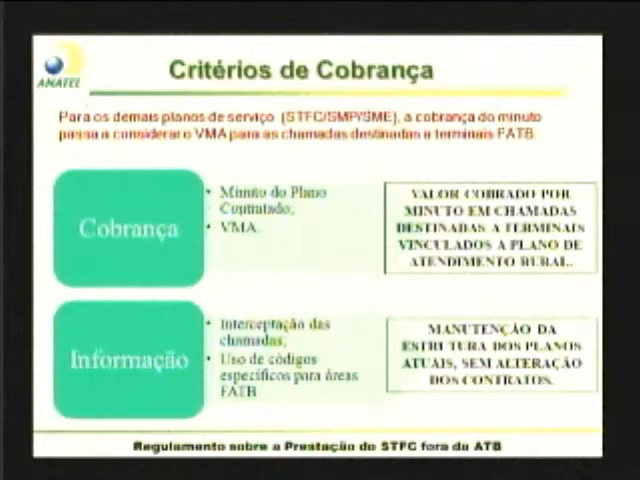 ANATEL
Critérios de Cobrança
Para os demais planos de serviço (STFC/SMP/SME), a cobrança do minuto
passa a considerar o VMA para as chamadas destinadas a terminais FATB
Cobrança
• Minuto do Plano
Contratado;
• VMA.
VALOR COBRADO POR
MINUTO EM CHAMADAS
DESTINADAS A TERMINAIS
VINCULADOS A PLANO DE
ATENDIMENTO RURAL.
Informação
• Interceptação das
chamadas;
• Uso de códigos
específicos para áreas
FATB
MANUTENÇÃO DA
ESTRUTURA DOS PLANOS
ATUAIS, SEM ALTERAÇÃO
DOS CONTRATOS.
Regulamento sobre a Prestação do STFC fora da ATB